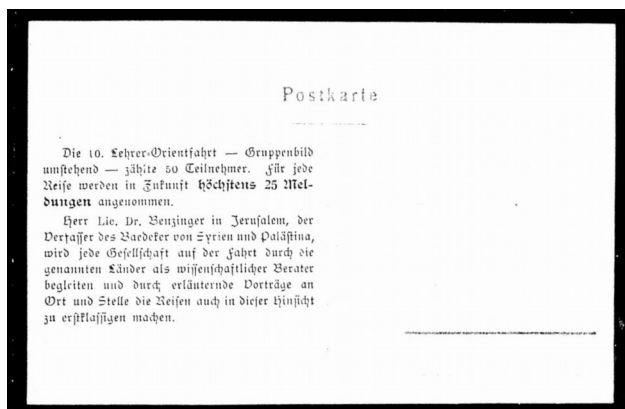 Postkarte
Die 10. Lehrer-Orientfahrt — Gruppenbild
umstehend — zählte 50 Teilnehmer. Für jede
Reise werden in Zukunft höchstens 25 Mel-
dungen angenommen.
Herr Lic. Dr. Benzinger in Jerusalem, der
Verfasser des Baedeker von Syrien und Palästina,
wird jede Gesellschaft auf der Fahrt durch die
genannten Länder als wissenschaftlicher Berater
begleiten und durch erläuternde Vorträge an
Ort und Stelle die Reisen auch in dieser Hinsicht
zu erstklassigen machen.